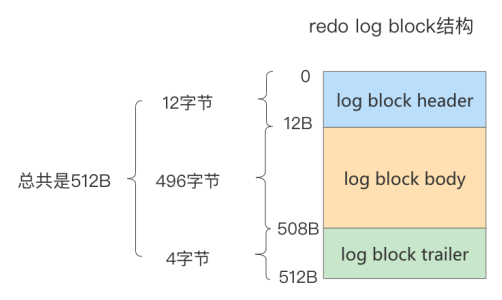 redo log block结构
0
12字节
log block header
12B
总共是512B
496字节
log block body
508B
4字节
log block trailer
512B